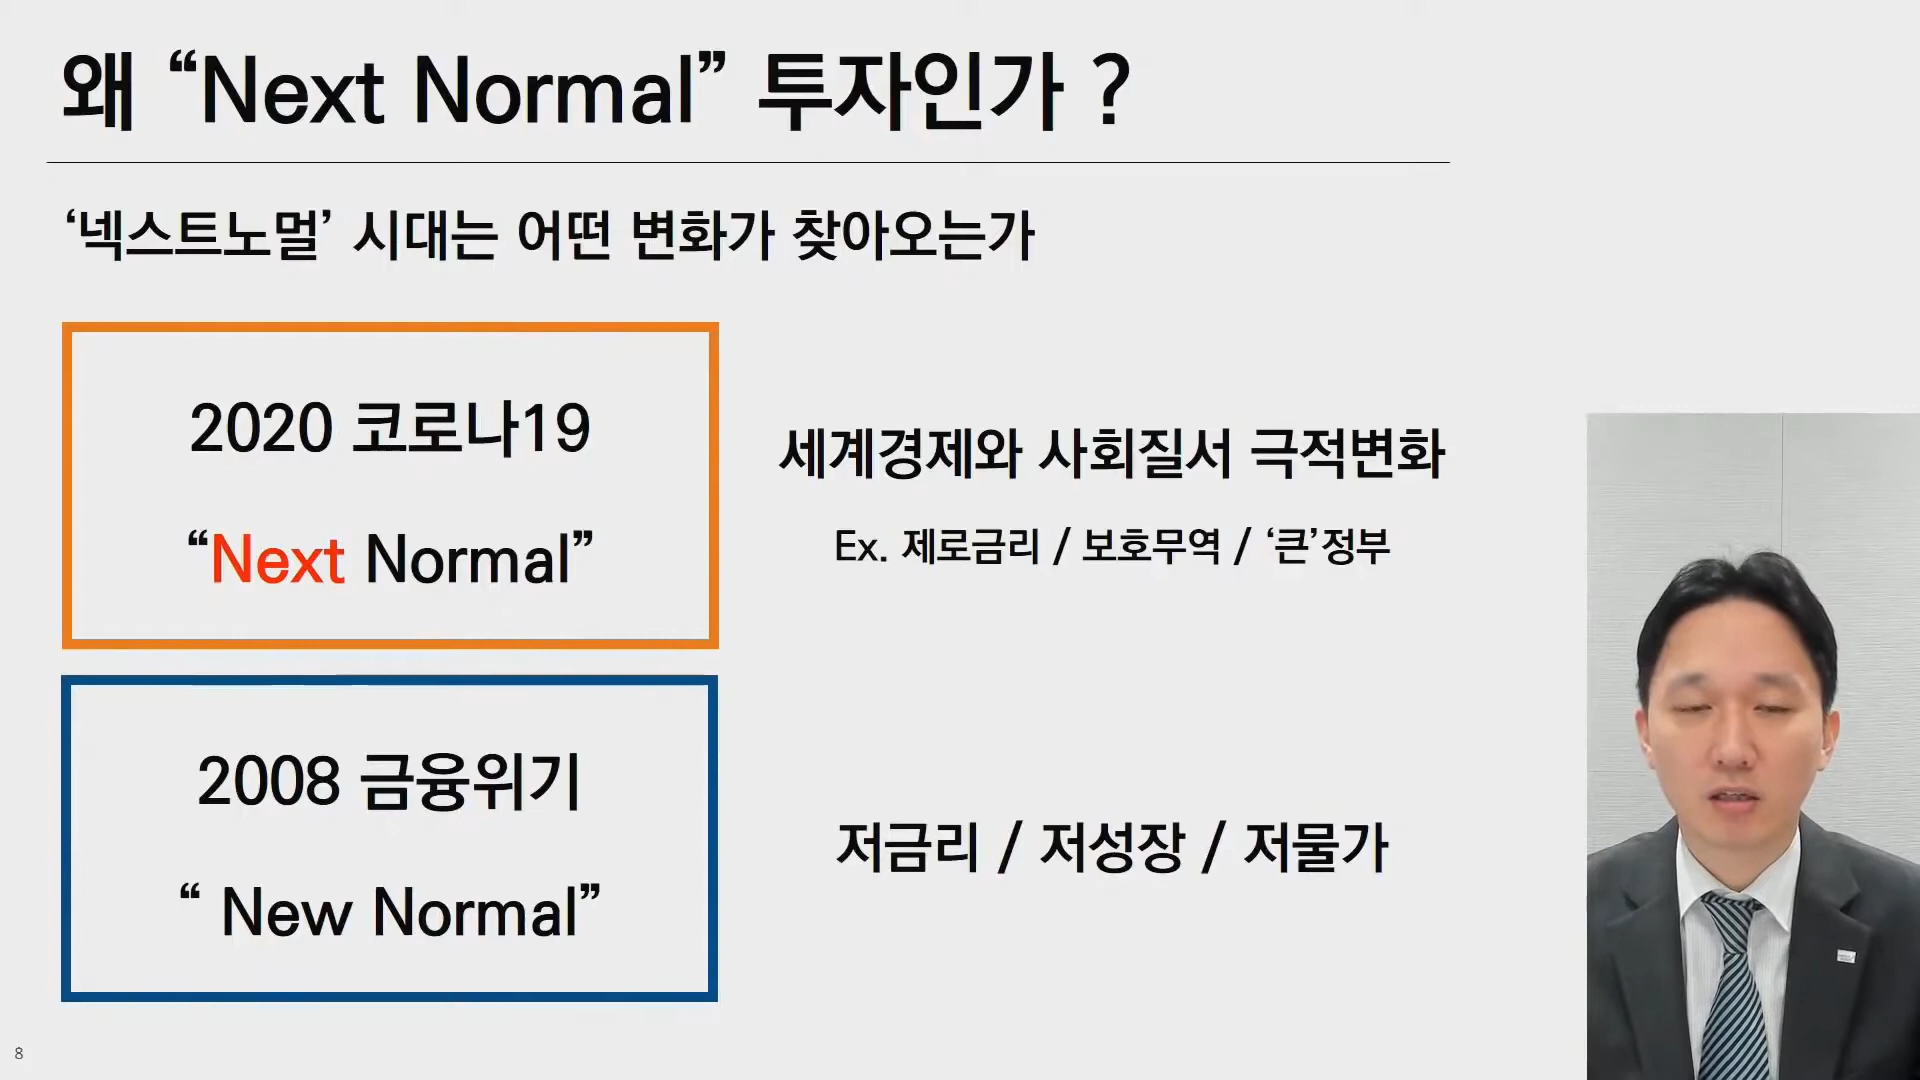 왜 “Next Normal” 투자인가 ?
‘넥스트노멀’ 시대는 어떤 변화가 찾아오는가
2020 코로나19
“Next Normal”
세계경제와 사회질서 극적변화
Ex. 제로금리 / 보호무역 / ‘큰’정부
2008 금융위기
“ New Normal”
저금리 / 저성장 / 저물가
8